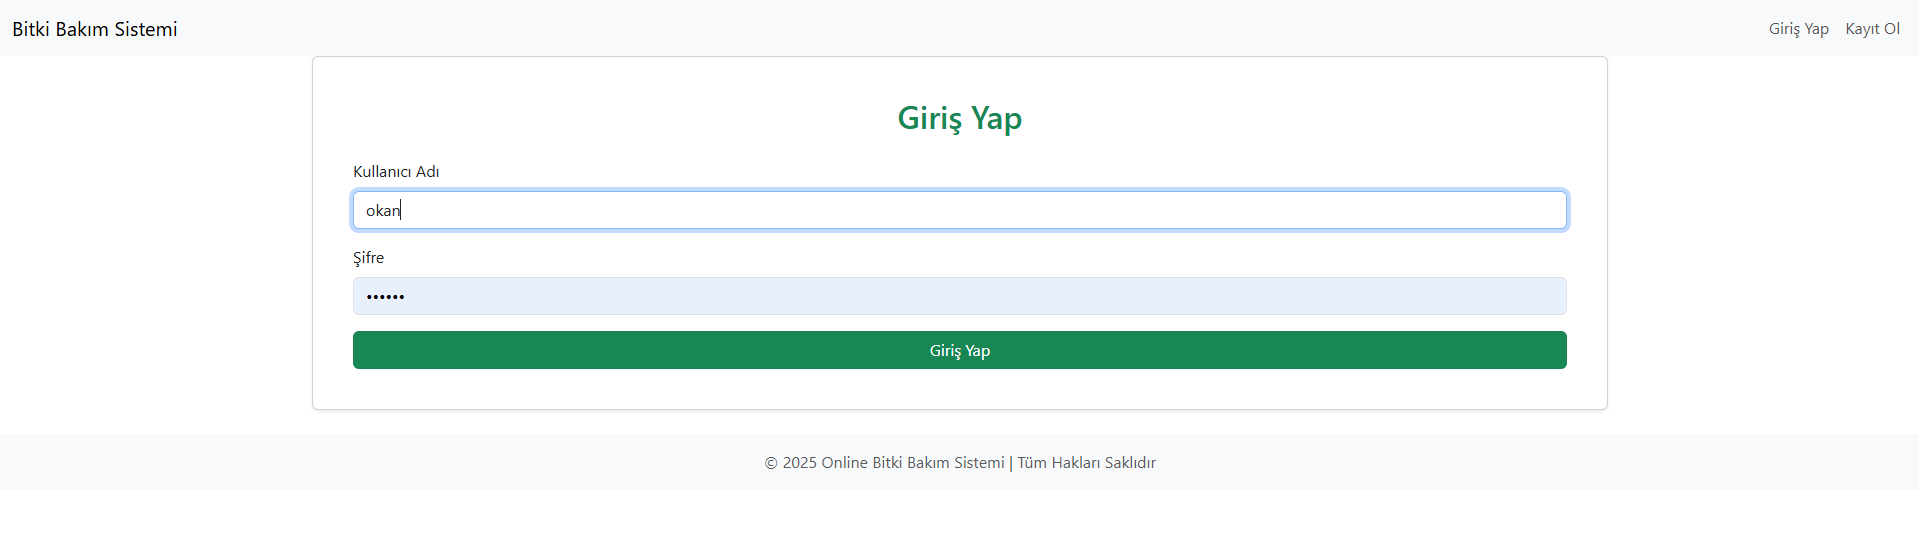 Bitki Bakım Sistemi
Giriş Yap Kayıt Ol
Giriş Yap
Kullanıcı Adı
okan
Şifre
••••••
Giriş Yap
© 2025 Online Bitki Bakım Sistemi | Tüm Hakları Saklıdır